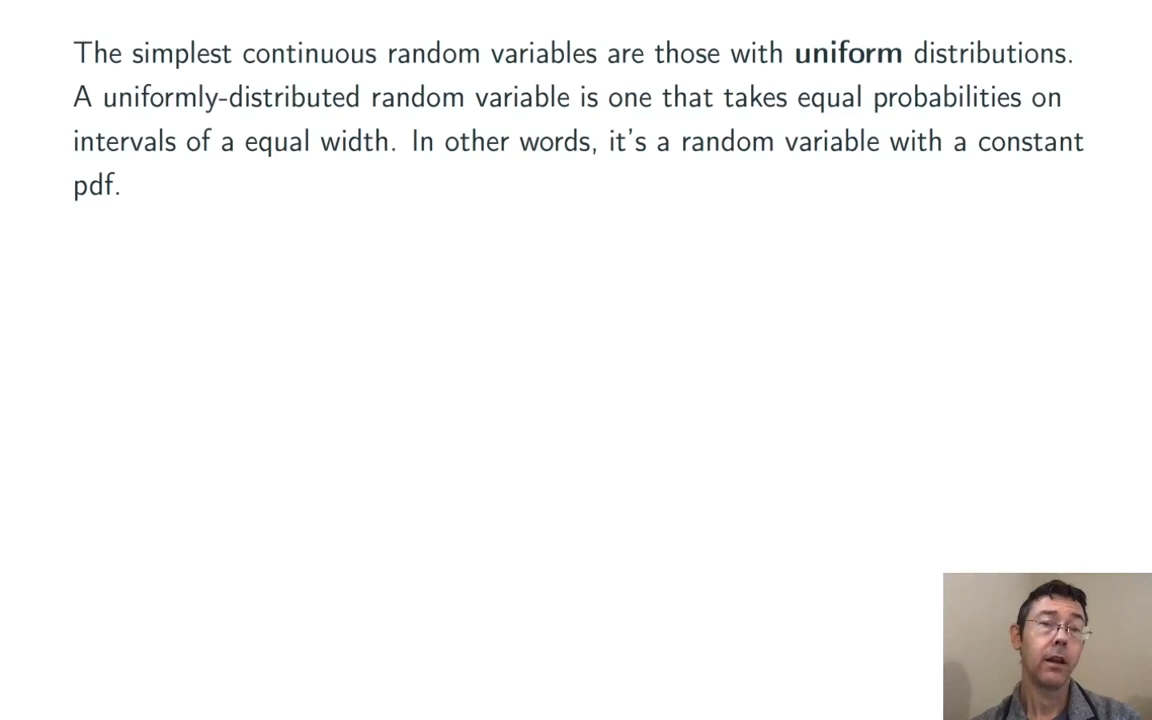 The simplest continuous random variables are those with uniform distributions.
A uniformly-distributed random variable is one that takes equal probabilities on
intervals of a equal width. In other words, it's a random variable with a constant
pdf.